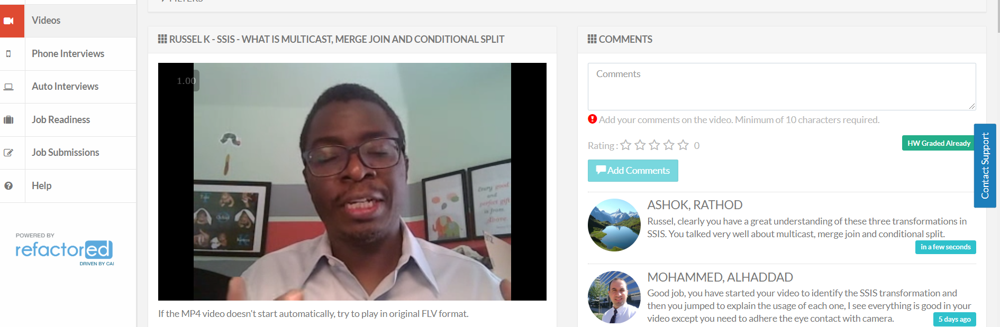 FILTERS
Videos
Phone Interviews
Auto Interviews
Job Readiness
Job Submissions
Help
POWERED BY
refactored
DRIVEN BY CAI
RUSSEL K - SSIS - WHAT IS MULTICAST, MERGE JOIN AND CONDITIONAL SPLIT
1.00
Every good
and
perfect gift
is from
Above.
If the MP4 video doesn't start automatically, try to play in original FLV format.
COMMENTS
Comments
Add your comments on the video. Minimum of 10 characters required.
Rating : 0
HW Graded Already
Add Comments
Contact Support
ASHOK, RATHOD
Russel, clearly you have a great understanding of these three transformations in
SSIS. You talked very well about multicast, merge join and conditional split.
in a few seconds
MOHAMMED, ALHADDAD
Good job, you have started your video to identify the SSIS transformation and
then you jumped to explain the usage of each one, I see everything is good in your
video except you need to adhere the eye contact with camera.
5 days ago